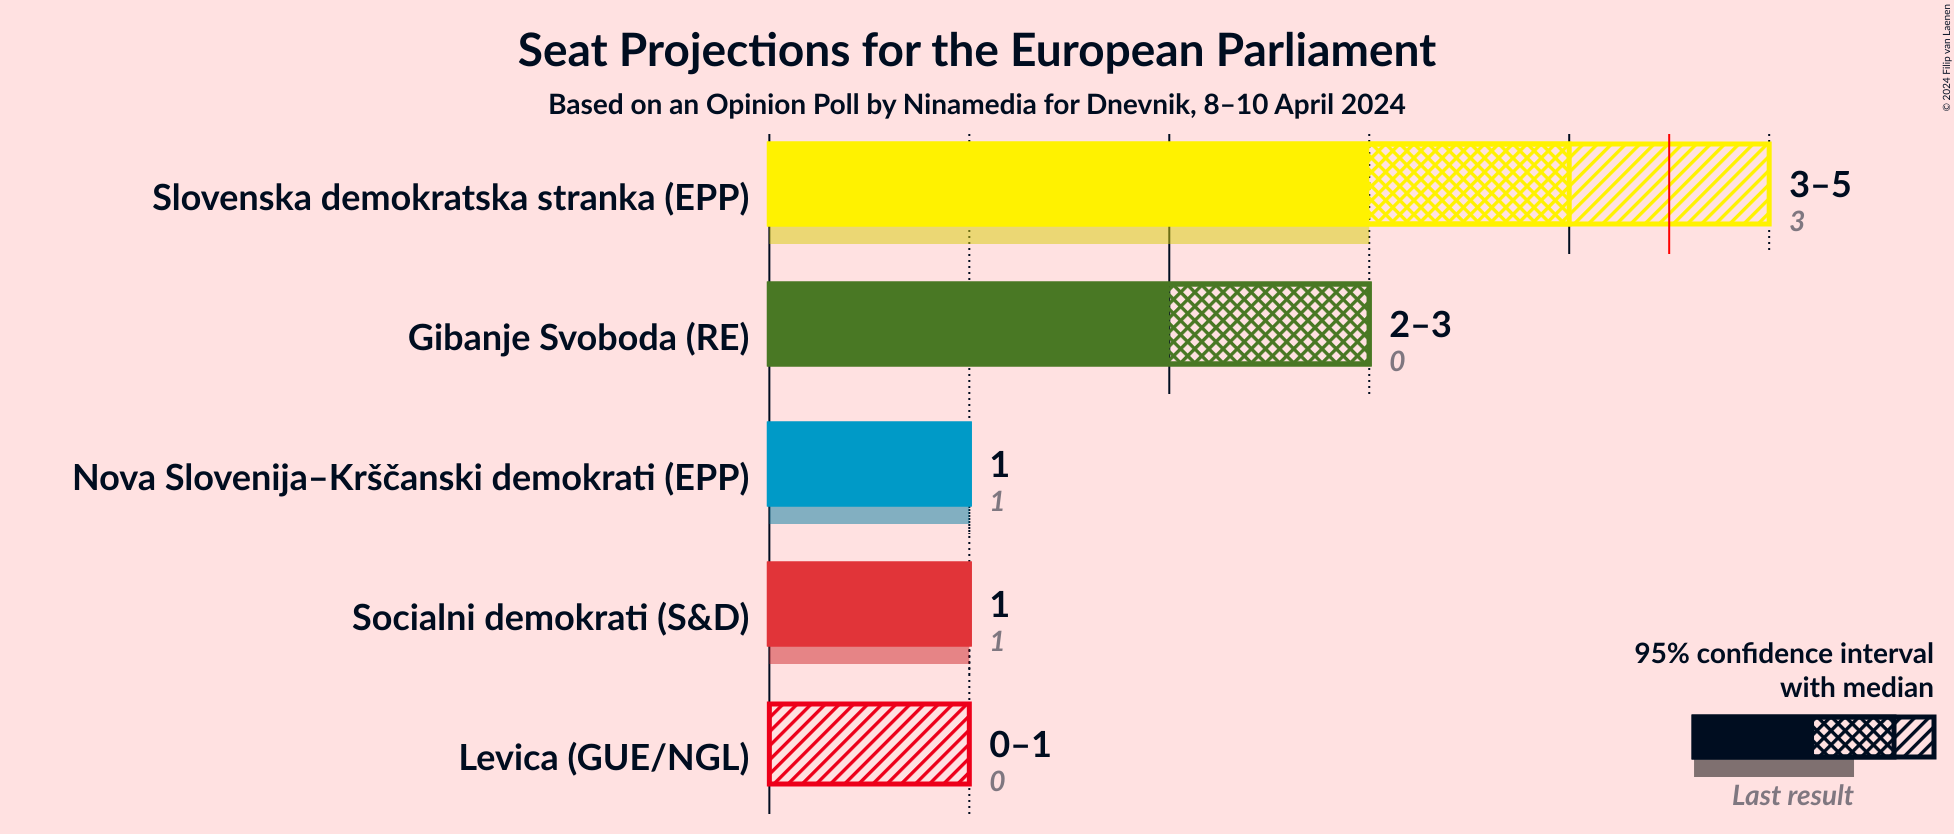 Seat Projections for the European Parliament
Based on an Opinion Poll by Ninamedia for Dnevnik, 8–10 April 2024
© 2024 Filip van Laenen
Slovenska demokratska stranka (EPP)
3–5
3
Gibanje Svoboda (RE)
2–3
0
Nova Slovenija–Krščanski demokrati (EPP)
1
1
Socialni demokrati (S&D)
1
1
Levica (GUE/NGL)
0–1
0
95% confidence interval
with median
Last result